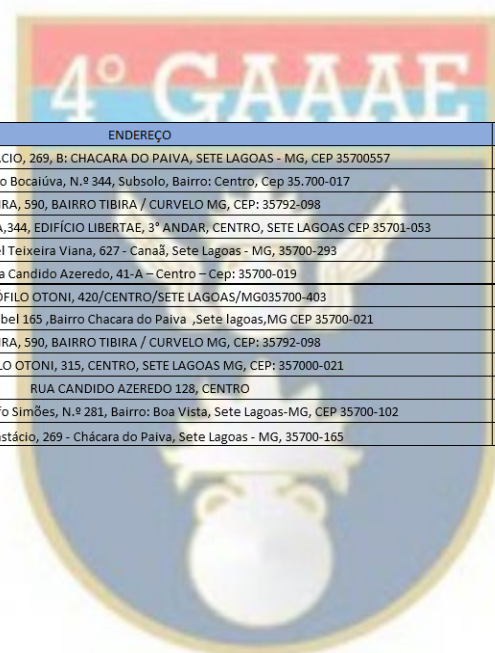 4º GAAAE
ENDEREÇO
CIO, 269, B: CHACARA DO PAIVA, SETE LAGOAS - MG, CEP 35700557
o Bocaiúva, N.º 344, Subsolo, Bairro: Centro, Cep 35.700-017
IRA, 590, BAIRRO TIBIRA / CURVELO MG, CEP: 35792-098
A,344, EDIFÍCIO LIBERTAE, 3° ANDAR, CENTRO, SETE LAGOAS CEP 35701-053
el Teixeira Viana, 627 - Canaã, Sete Lagoas - MG, 35700-293
a Candido Azeredo, 41-A – Centro – Cep: 35700-019
ÓFILO OTONI, 420/CENTRO/SETE LAGOAS/MG035700-403
bel 165 ,Bairro Chacara do Paiva ,Sete lagoas,MG CEP 35700-021
IRA, 590, BAIRRO TIBIRA / CURVELO MG, CEP: 35792-098
LO OTONI, 315, CENTRO, SETE LAGOAS MG, CEP: 357000-021
RUA CANDIDO AZEREDO 128, CENTRO
fo Simões, N.º 281, Bairro: Boa Vista, Sete Lagoas-MG, CEP 35700-102
stácio, 269 - Chácara do Paiva, Sete Lagoas - MG, 35700-165